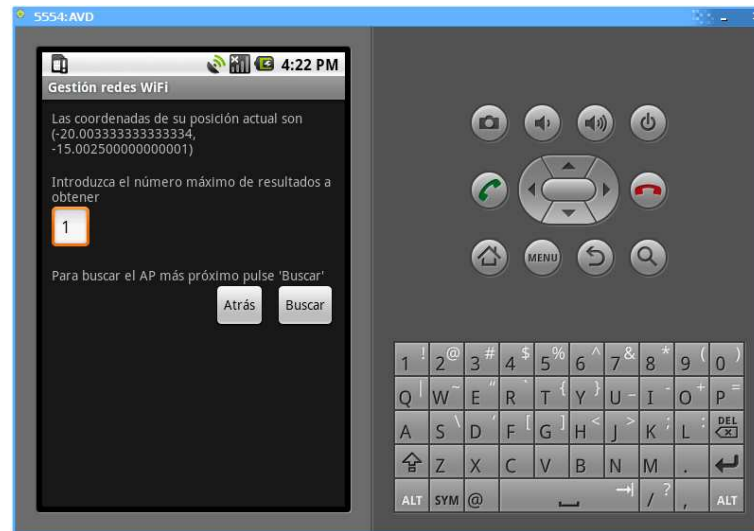 5554:AVD
4:22 PM
Gestión redes WiFi
Las coordenadas de su posición actual son
(-20.003333333333334,
-15.002500000000001)
Introduzca el número máximo de resultados a
obtener
1
Para buscar el AP más próximo pulse 'Buscar'
Atrás Buscar
MENU
1 ! 2 @ 3 # 4 $ 5 % 6 ^ 7 & 8 * 9 ( 0 )
Q | W ~ E " R ` T { Y } U - I - O + P =
A S \ D ' F [ G ] H < J > K ; L : DEL
Z X C V B N M .
ALT SYM @ / ? , ALT